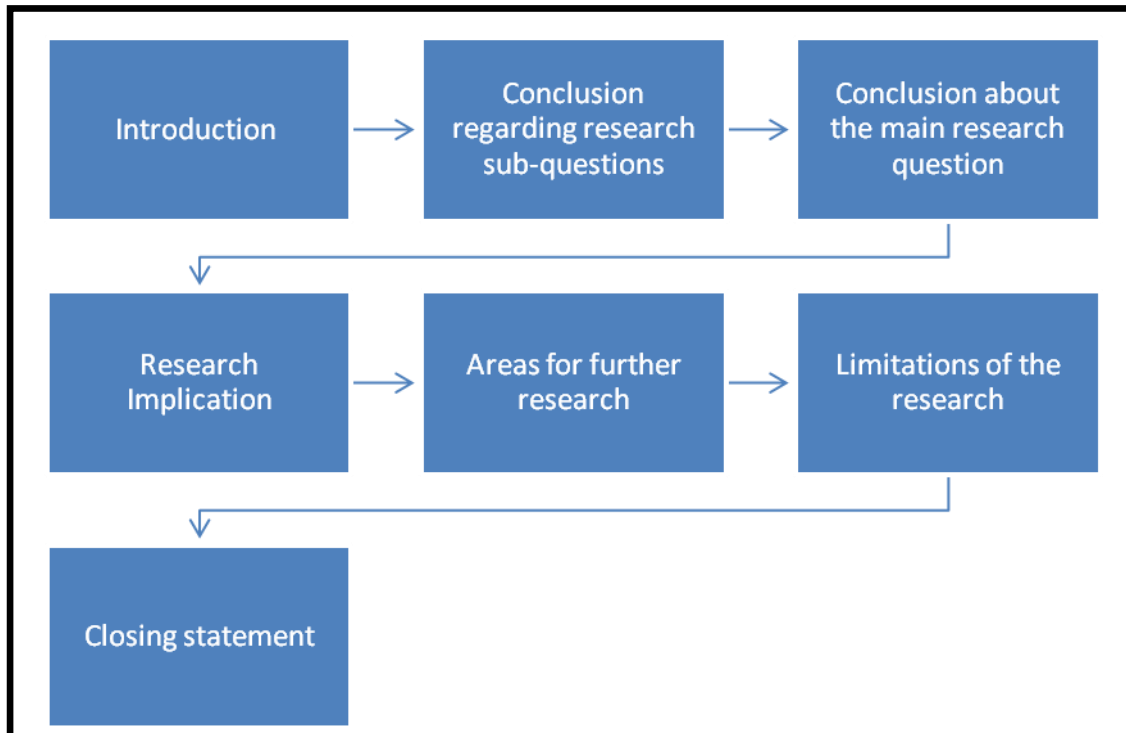 Introduction
Conclusion
regarding research
sub-questions
Conclusion about
the main research
question
Research
Implication
Areas for further
research
Limitations of the
research
Closing statement